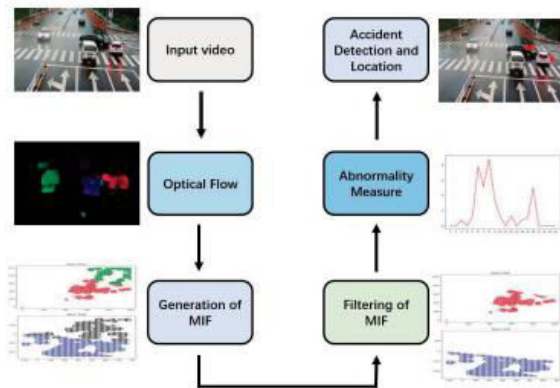 Input video
Optical Flow
Generation of
MIF
Filtering of
MIF
Abnormality
Measure
Accident
Detection and
Location